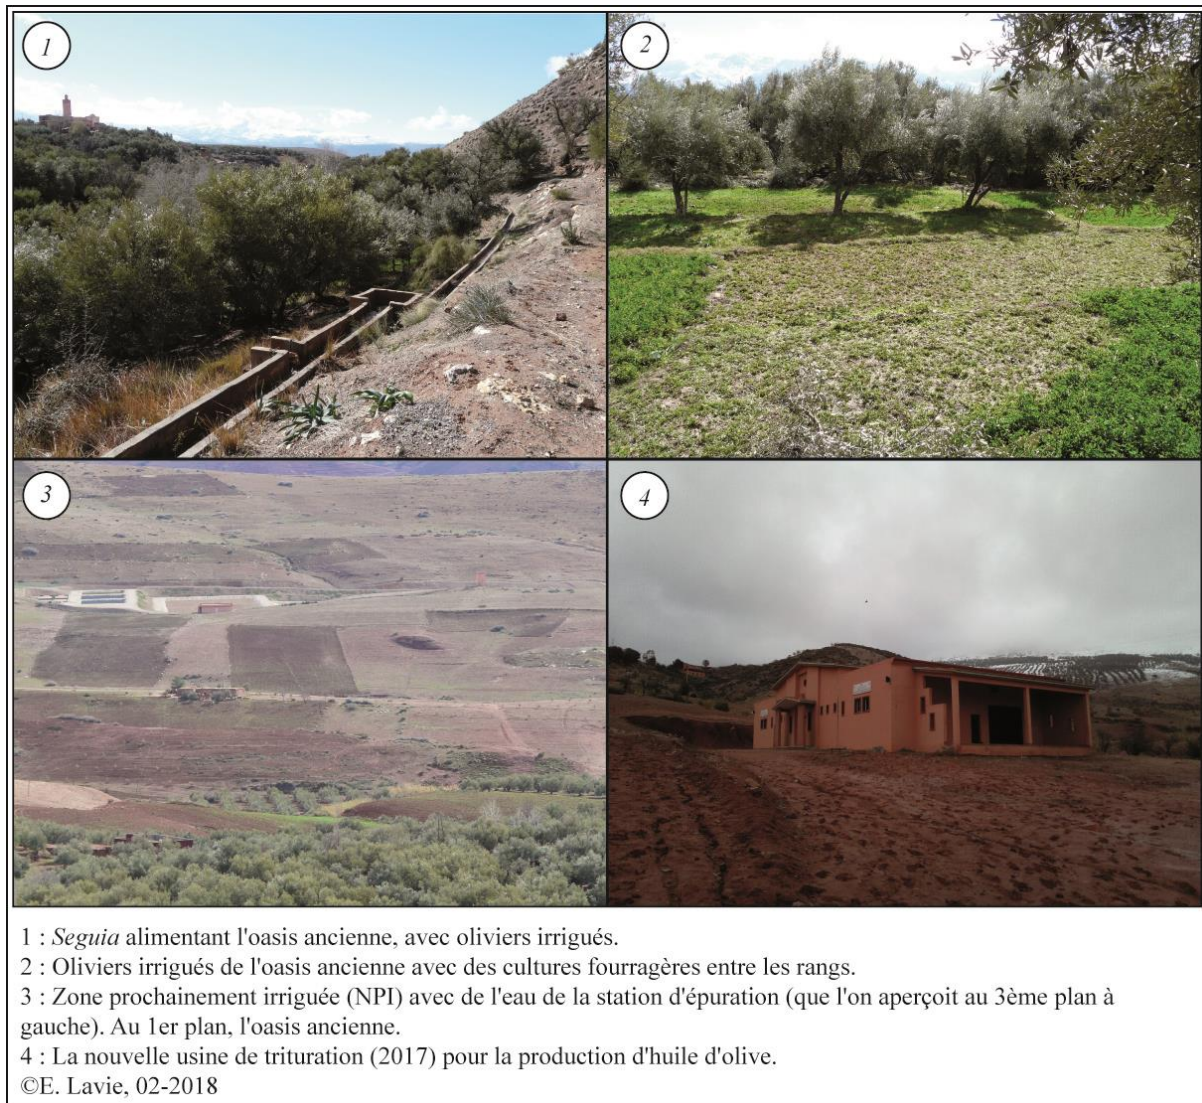 1
2
3
4
1 : Seguia alimentant l'oasis ancienne, avec oliviers irrigués.
2 : Oliviers irrigués de l'oasis ancienne avec des cultures fourragères entre les rangs.
3 : Zone prochainement irriguée (NPI) avec de l'eau de la station d'épuration (que l'on aperçoit au 3ème plan à
gauche). Au 1er plan, l'oasis ancienne.
4 : La nouvelle usine de trituration (2017) pour la production d'huile d'olive.
©E. Lavie, 02-2018